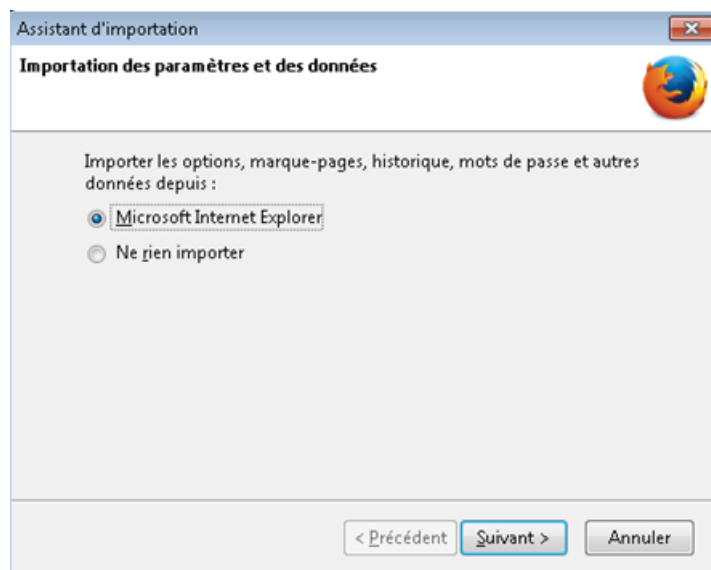 Assistant d'importation
Importation des paramètres et des données
Importer les options, marque-pages, historique, mots de passe et autres
données depuis :
Microsoft Internet Explorer
Ne rien importer
< Précédent Suivant > Annuler